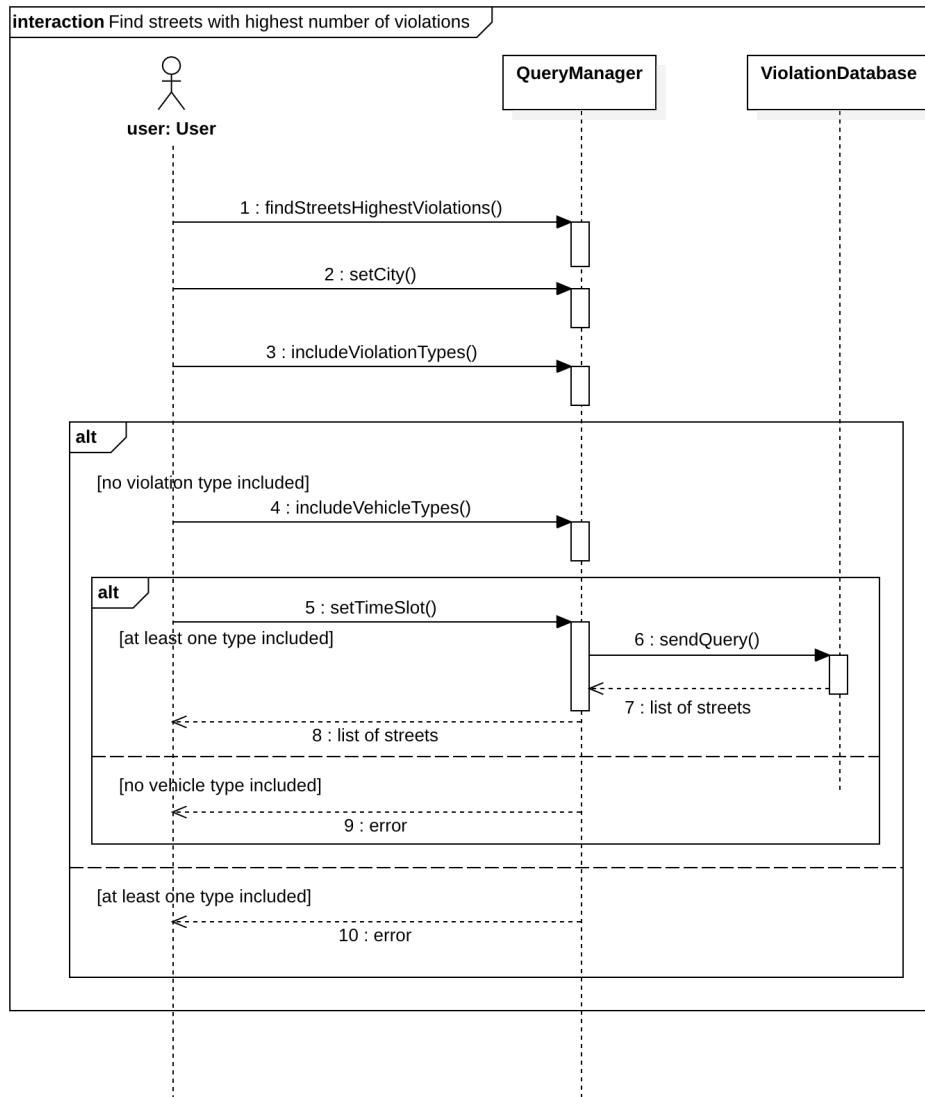 interaction Find streets with highest number of violations
QueryManager
ViolationDatabase
user: User
1 : findStreetsHighestViolations()
2 : setCity()
3 : includeViolationTypes()
alt
[no violation type included]
4 : includeVehicleTypes()
alt
5 : setTimeSlot()
[at least one type included]
6 : sendQuery()
7 : list of streets
8 : list of streets
[no vehicle type included]
9 : error
[at least one type included]
10 : error